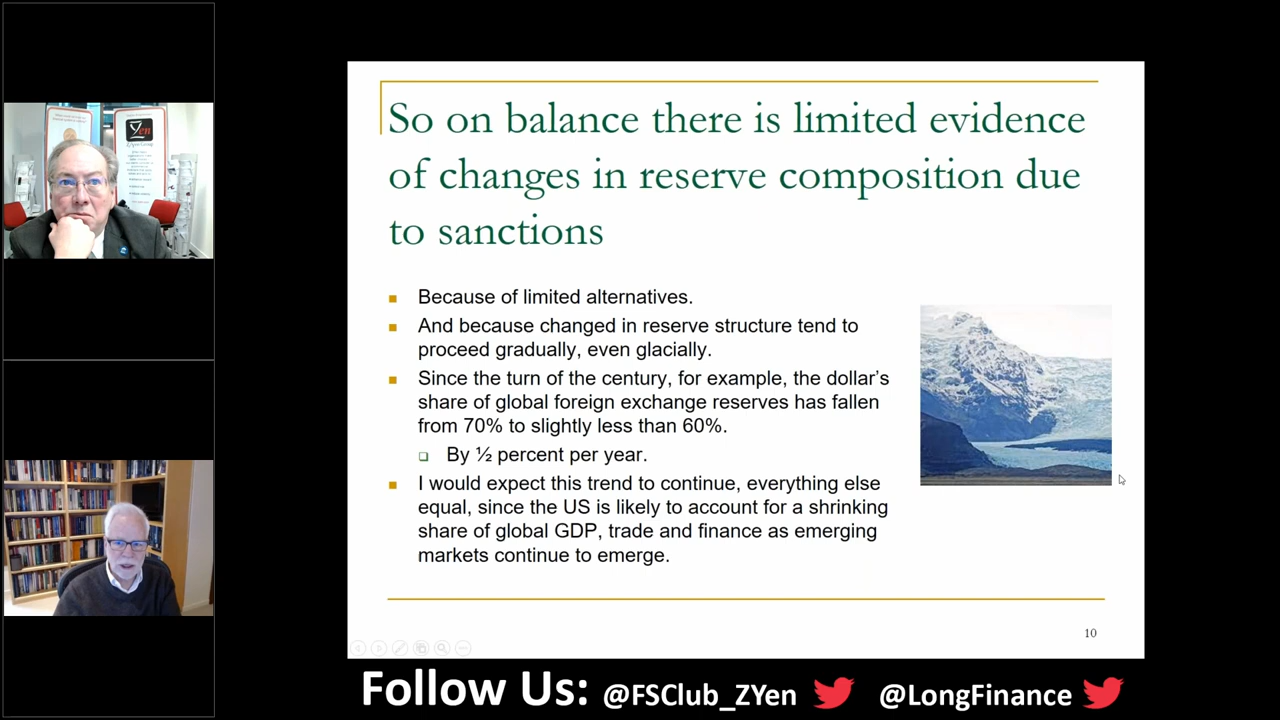 So on balance there is limited evidence
of changes in reserve composition due
to sanctions
Because of limited alternatives.
And because changed in reserve structure tend to
proceed gradually, even glacially.
Since the turn of the century, for example, the dollar’s
share of global foreign exchange reserves has fallen
from 70% to slightly less than 60%.
By ½ percent per year.
I would expect this trend to continue, everything else
equal, since the US is likely to account for a shrinking
share of global GDP, trade and finance as emerging
markets continue to emerge.
10
Follow Us: @FSClub_ZYen @LongFinance